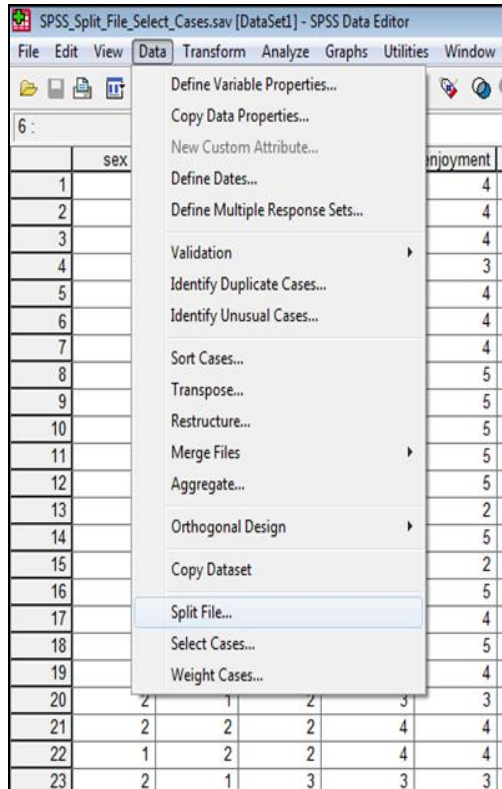 SPSS_Split_File_Select_Cases.sav [DataSet1] - SPSS Data Editor
File Edit View Data Transform Analyze Graphs Utilities Window
6 :
Define Variable Properties...
Copy Data Properties...
New Custom Attribute...
Define Dates...
Define Multiple Response Sets...
Validation
Identify Duplicate Cases...
Identify Unusual Cases...
Sort Cases...
Transpose...
Restructure...
Merge Files
Aggregate...
Orthogonal Design
Copy Dataset
Split File...
Select Cases...
Weight Cases...
sex enjoyment
1 4
2 4
3 4
4 3
5 4
6 4
7 4
8 5
9 5
10 5
11 5
12 5
13 2
14 5
15 2
16 5
17 4
18 5
19 4
20 2 1 2 3 3
21 2 2 2 4 4
22 1 2 2 4 4
23 2 1 3 3 3